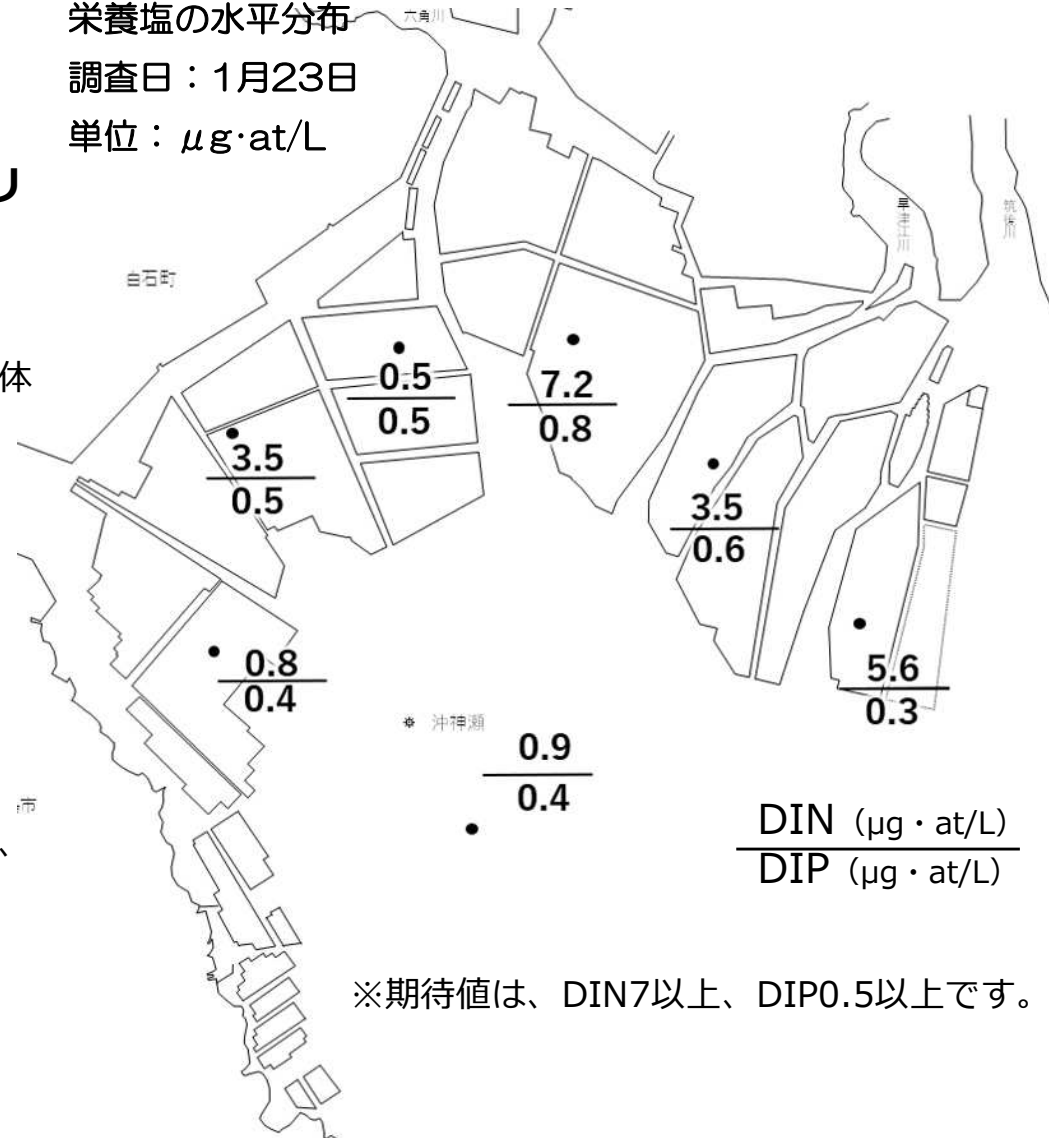 栄養塩の水平分布
六角川
調査日：1月23日
単位：μg·at/L
リ
早津江川
筑後川
白石町
体
0.5
0.5
7.2
0.8
3.5
0.5
3.5
0.6
0.8
0.4
5.6
0.3
沖神瀬
0.9
0.4
市
、
DIN（μg・at/L）
DIP（μg・at/L）
※期待値は、DIN7以上、DIP0.5以上です。